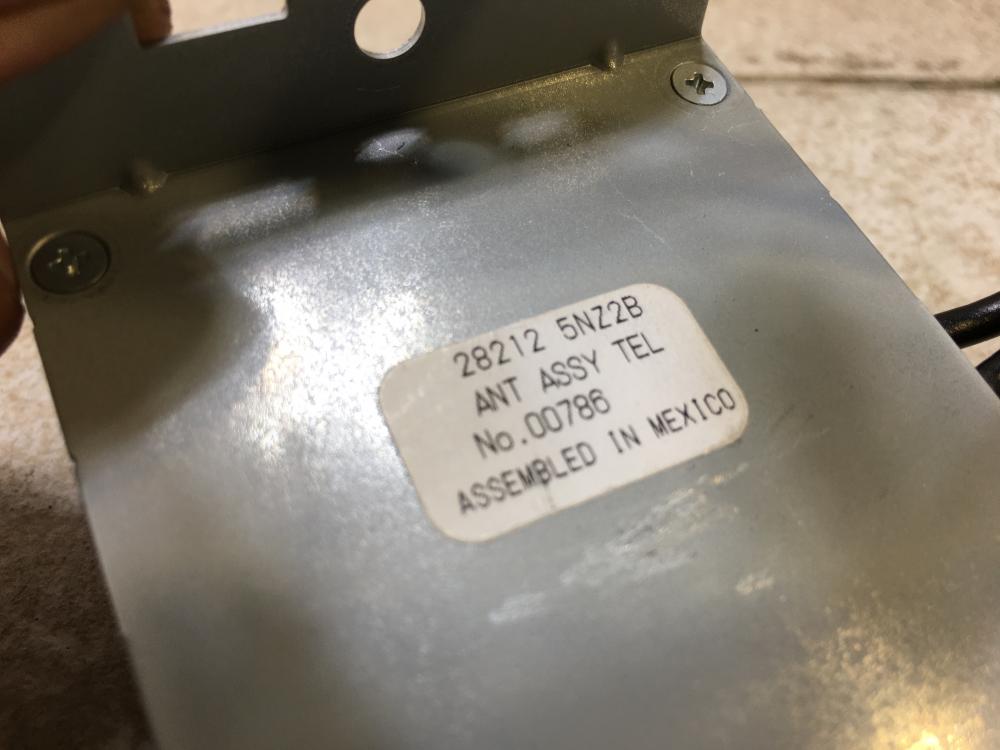 28212 5NZ2B
ANT ASSY TEL
No.00786
ASSEMBLED IN MEXICO